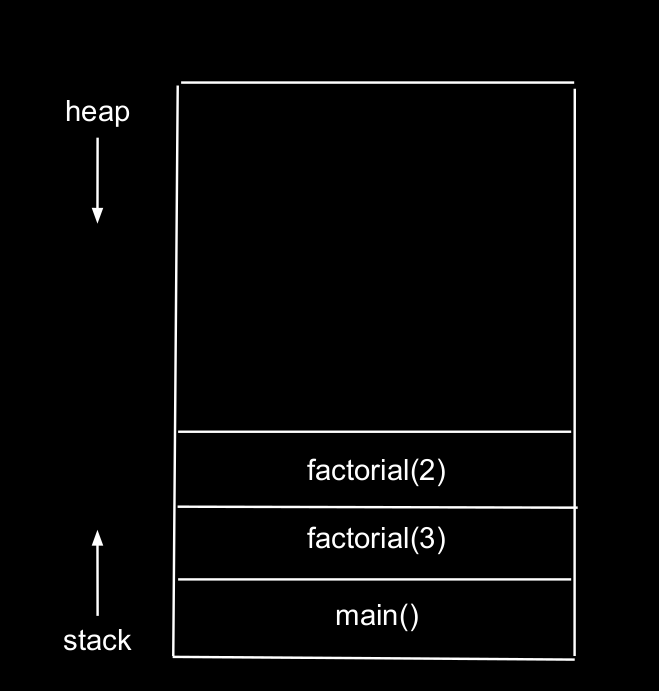 heap
factorial(2)
factorial(3)
main()
stack